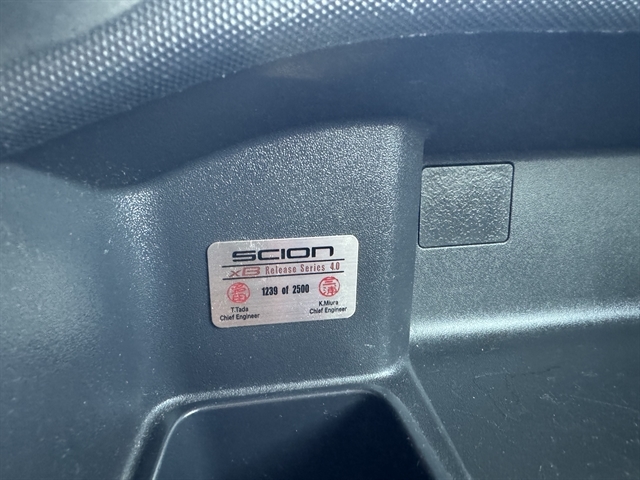 SCION
xB Release Series 4.0
1239 of 2500
T.Tada
Chief Engineer
K.Miura
Chief Engineer